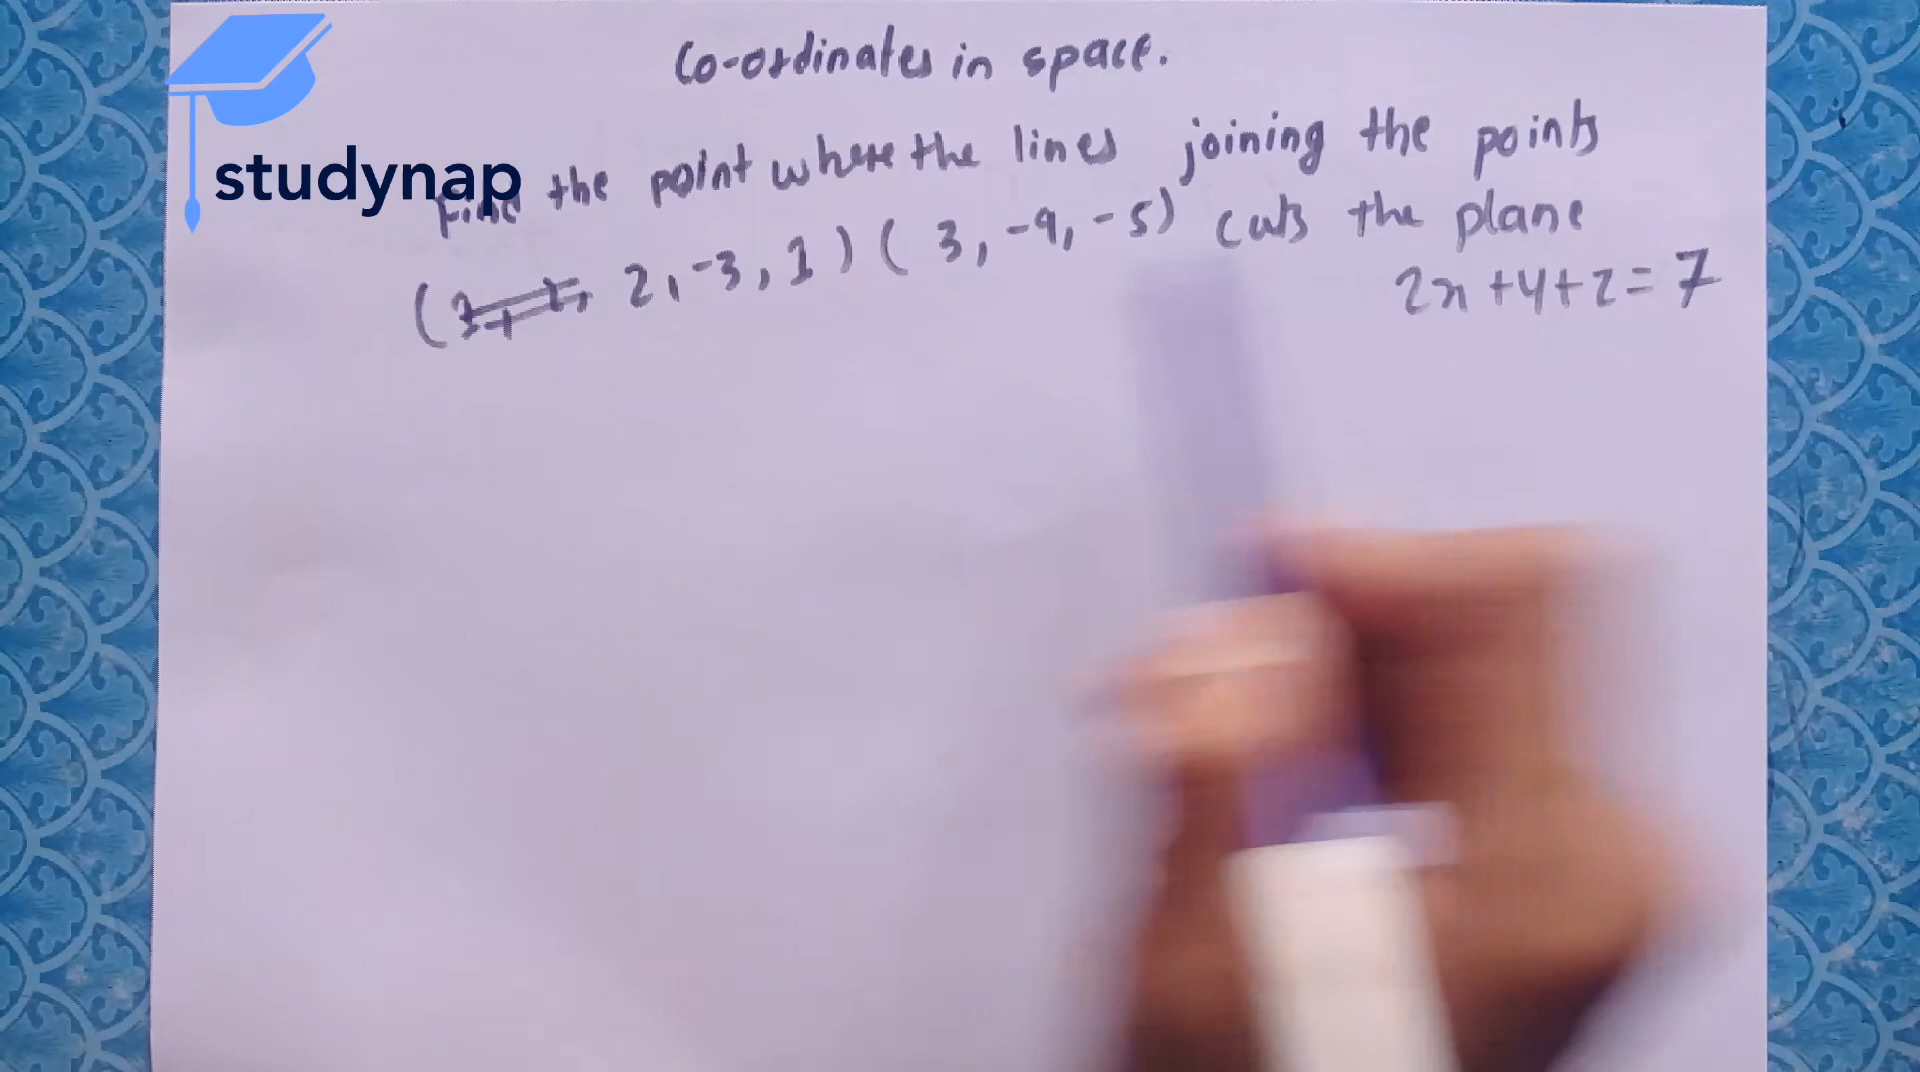 Co-ordinates in space.
studynap
Find the point where the lines joining the points
( 2, -3, 1) ( 3, -4, -5) cuts the plane
2x + y + z = 7